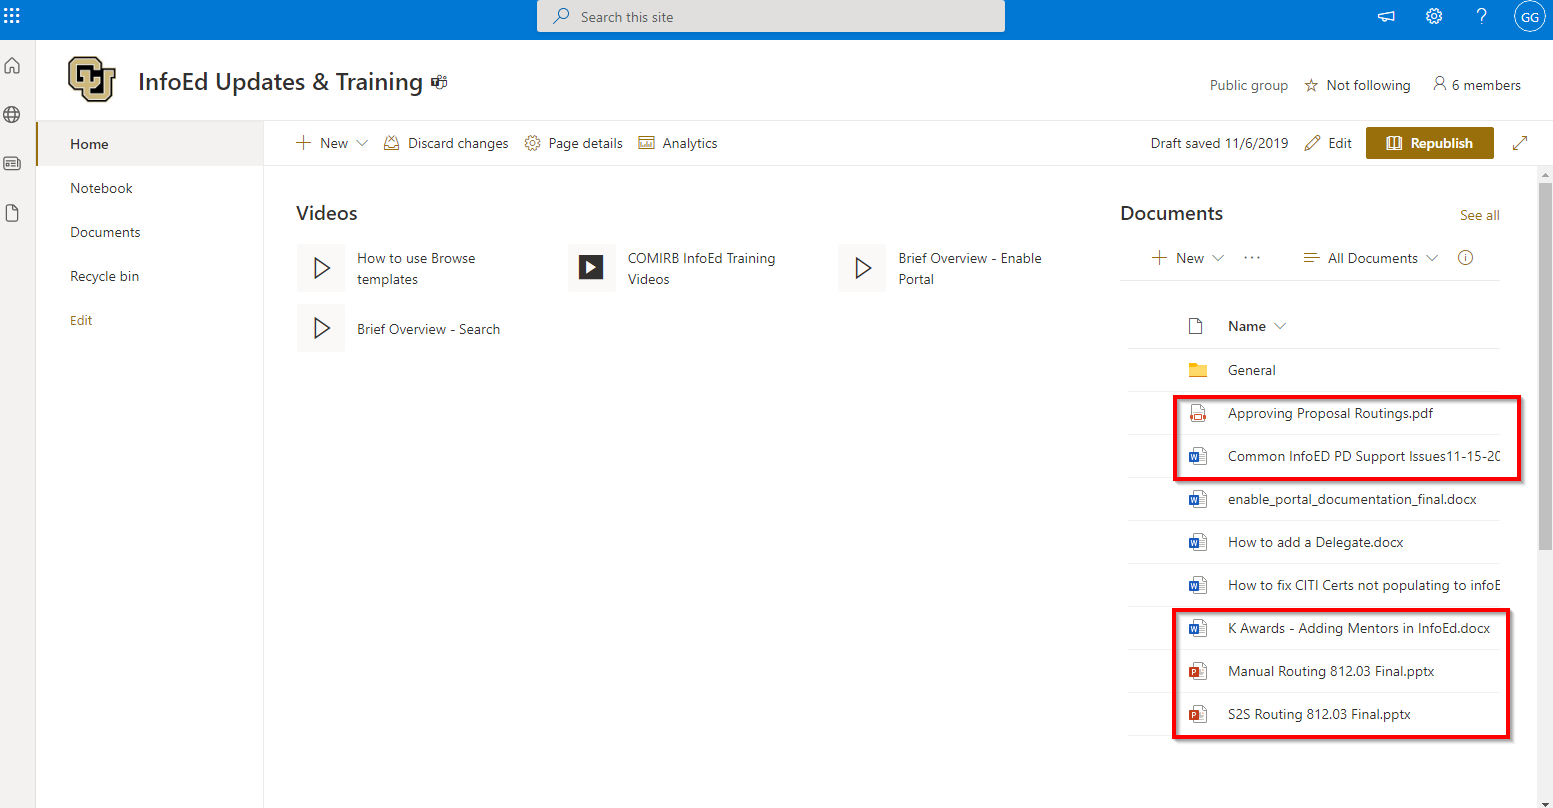 Search this site
GG
CU
InfoEd Updates & Training
Public group
Not following
6 members
Home
Notebook
Documents
Recycle bin
Edit
New
Discard changes
Page details
Analytics
Draft saved 11/6/2019
Edit
Republish
Videos
How to use Browse
templates
COMIRB InfoEd Training
Videos
Brief Overview - Enable
Portal
Brief Overview - Search
Documents
See all
New
All Documents
Name
General
Approving Proposal Routings.pdf
Common InfoED PD Support Issues11-15-20
enable_portal_documentation_final.docx
How to add a Delegate.docx
How to fix CITI Certs not populating to infoE
K Awards - Adding Mentors in InfoEd.docx
Manual Routing 812.03 Final.pptx
S2S Routing 812.03 Final.pptx